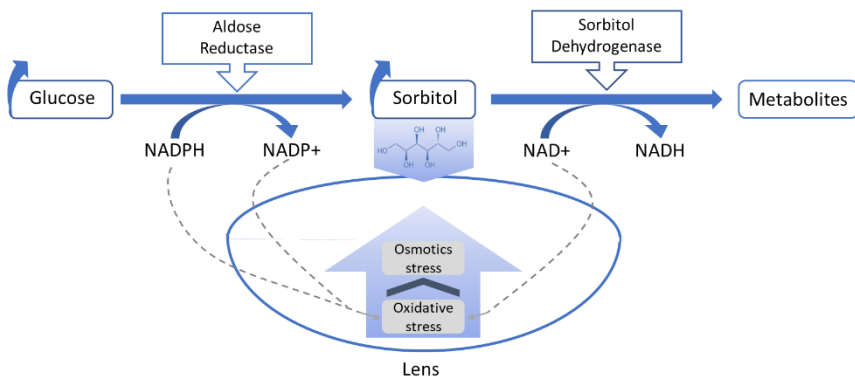 Aldose
Reductase
Sorbitol
Dehydrogenase
Glucose
Sorbitol
Metabolites
NADPH
NADP+
NAD+
NADH
OH
OH
HO
OH
OH
OH
Osmotics
stress
Oxidative
stress
Lens